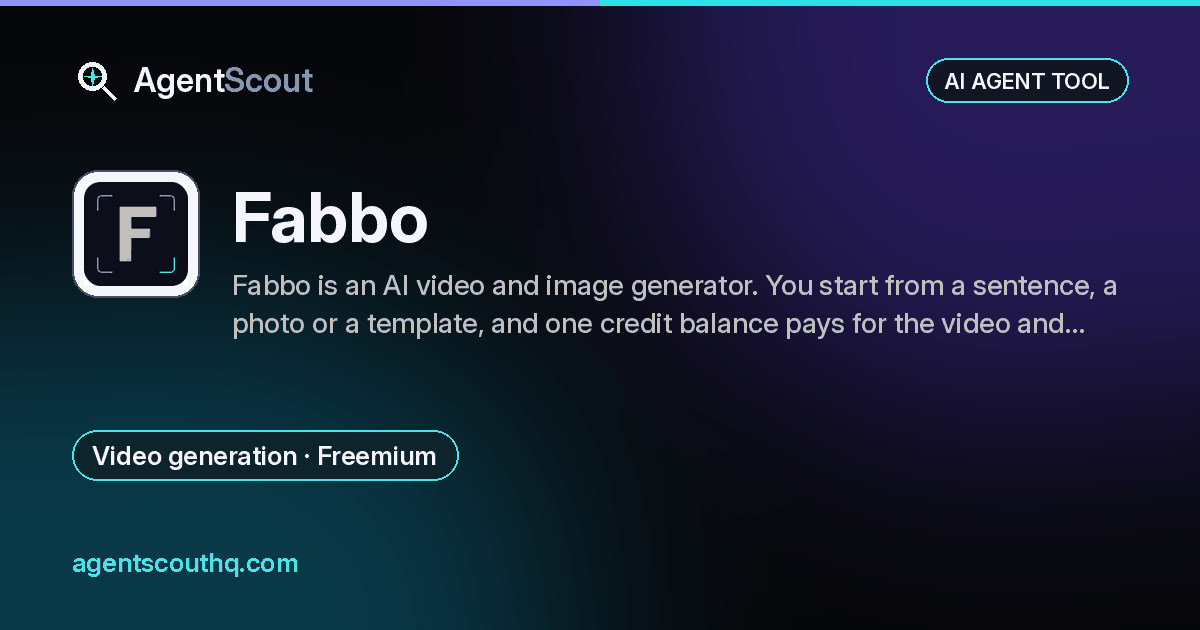 AgentScout
AI AGENT TOOL
F
Fabbo
Fabbo is an AI video and image generator. You start from a sentence, a
photo or a template, and one credit balance pays for the video and...
Video generation · Freemium
agentscouthq.com